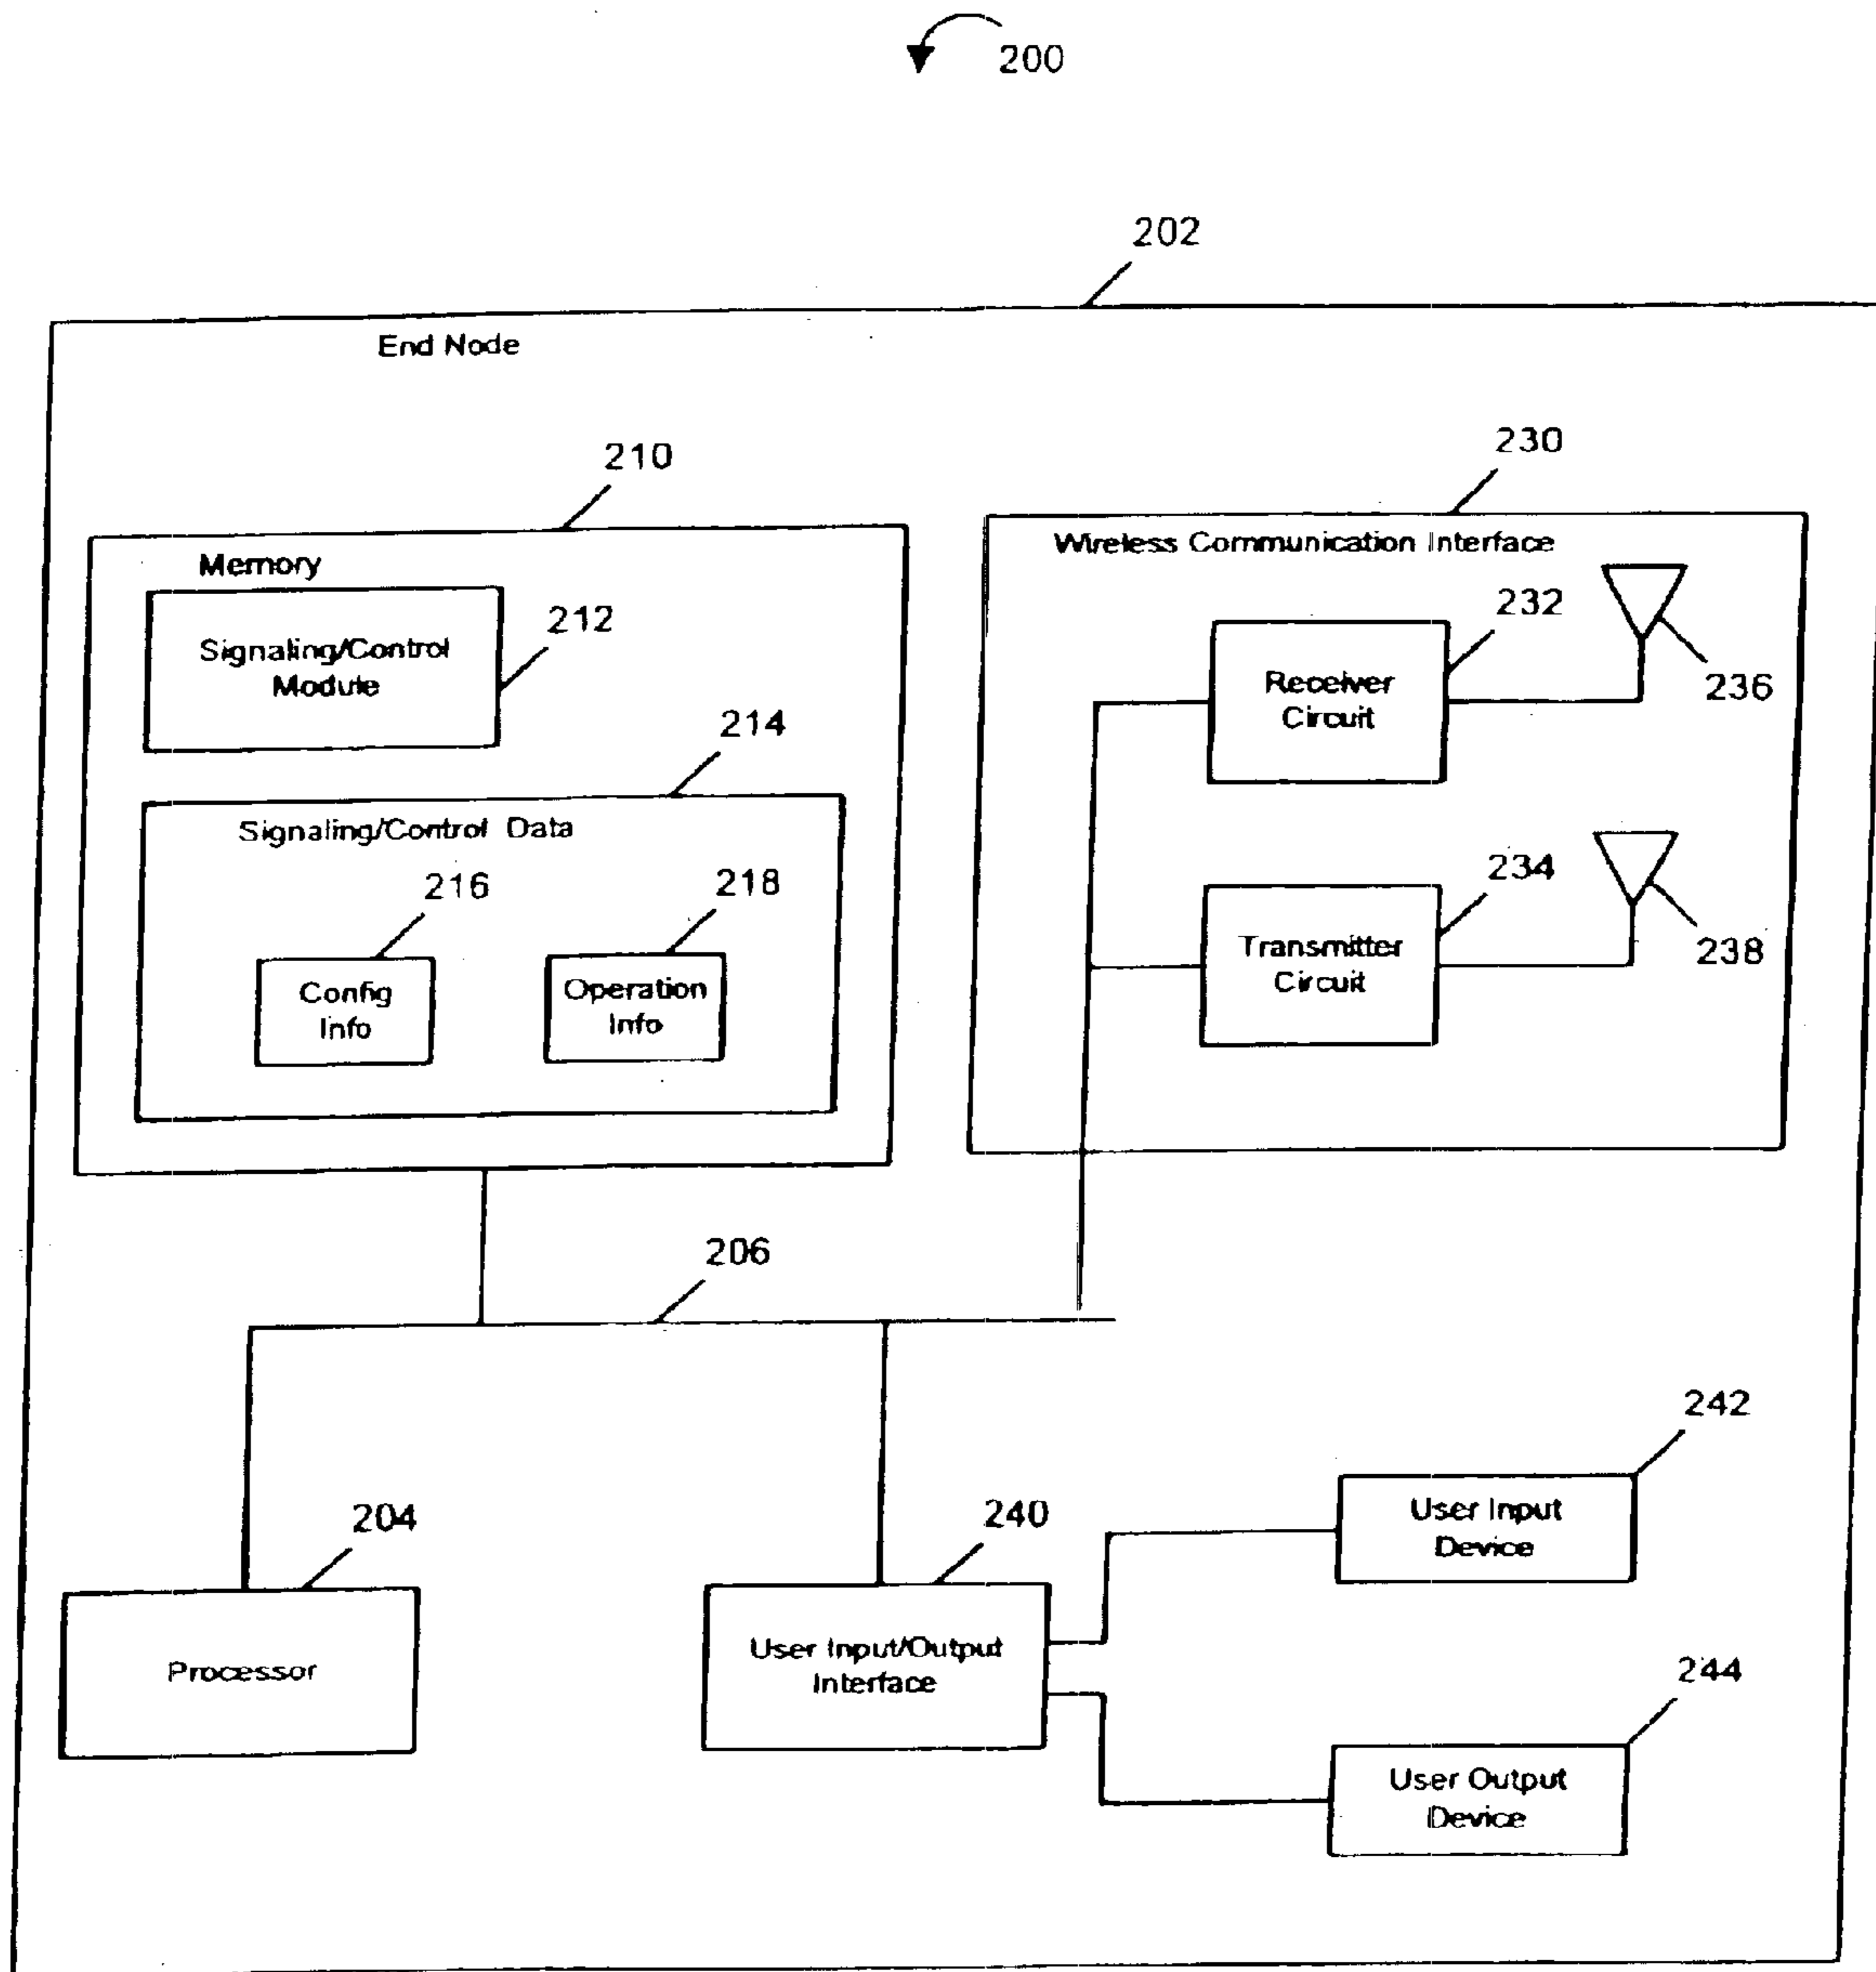 200
202
End Node
210
230
Memory
Wireless Communication Interface
212
Signaling/Control
Module
232
Receiver
Circuit
236
214
Signaling/Control Data
216
218
Config
Info
Operation
Info
234
Transmitter
Circuit
238
206
204
Processor
240
User Input/Output
Interface
242
User Input
Device
244
User Output
Device